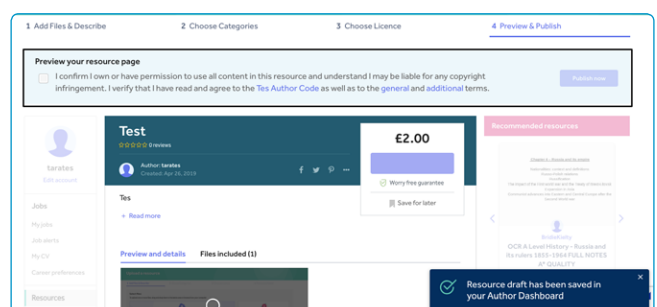 1 Add Files & Describe
2 Choose Categories
3 Choose Licence
4 Preview & Publish
Preview your resource page
I confirm I own or have permission to use all content in this resource and understand I may be liable for any copyright
infringement. I verify that I have read and agree to the Tes Author Code as well as to the general and additional terms.
Publish now
tarates
Edit account
Jobs
My jobs
Job alerts
My CV
Career preferences
Resources
Test
0 reviews
Author: tarates
Created: Apr 26, 2019
£2.00
Worry free guarantee
Save for later
Tes
+ Read more
Preview and details
Files included (1)
Recommended resources
OCR A Level History - Russia and
its rulers 1855-1964 FULL NOTES
A* QUALITY
Resource draft has been saved in
your Author Dashboard